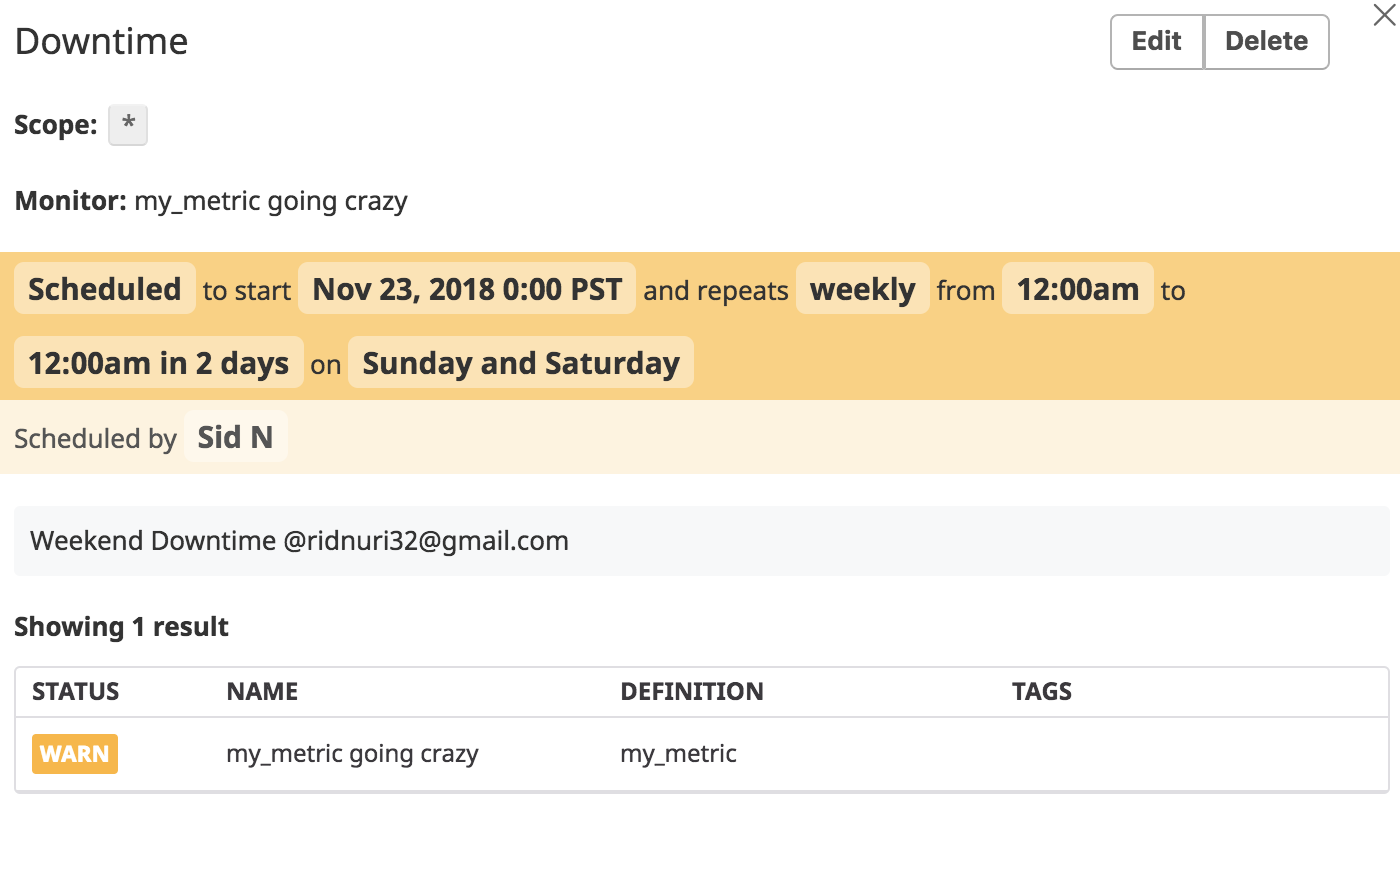 Downtime
Edit Delete
Scope: *
Monitor: my_metric going crazy
Scheduled to start Nov 23, 2018 0:00 PST and repeats weekly from 12:00am to
12:00am in 2 days on Sunday and Saturday
Scheduled by Sid N
Weekend Downtime @ridnuri32@gmail.com
Showing 1 result
STATUS NAME DEFINITION TAGS
WARN my_metric going crazy my_metric